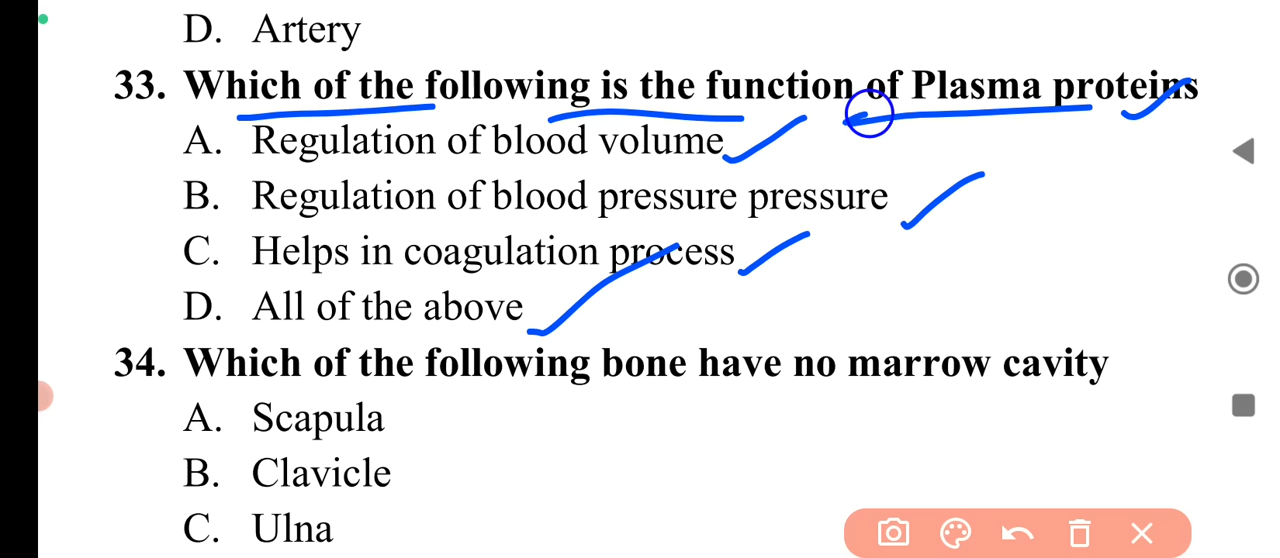 D. Artery
33. Which of the following is the function of Plasma proteins
A. Regulation of blood volume
B. Regulation of blood pressure pressure
C. Helps in coagulation process
D. All of the above
34. Which of the following bone have no marrow cavity
A. Scapula
B. Clavicle
C. Ulna